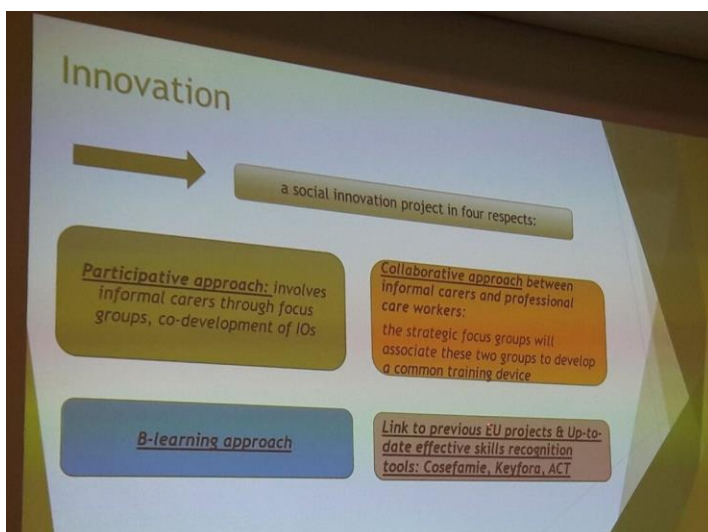 Innovation
a social innovation project in four respects:
Participative approach: involves
informal carers through focus
groups, co-development of IOs
Collaborative approach between
informal carers and professional
care workers:
the strategic focus groups will
associate these two groups to develop
a common training device
B-learning approach
Link to previous EU projects & Up-to-
date effective skills recognition
tools: Cosefamie, Keyfora, ACT